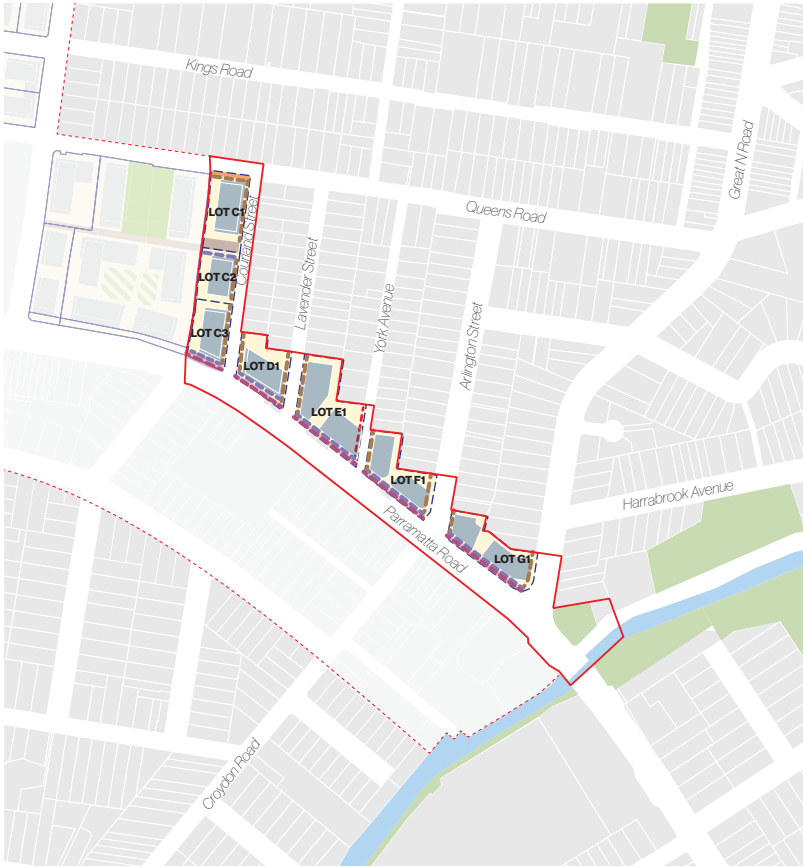 Kings Road
Great N Road
Queens Road
LOT C1
Courland Street
Lavender Street
LOT C2
York Avenue
Arlington Street
LOT C3
LOT D1
LOT E1
LOT F1
Harrabrook Avenue
Parramatta Road
LOT G1
Croydon Road